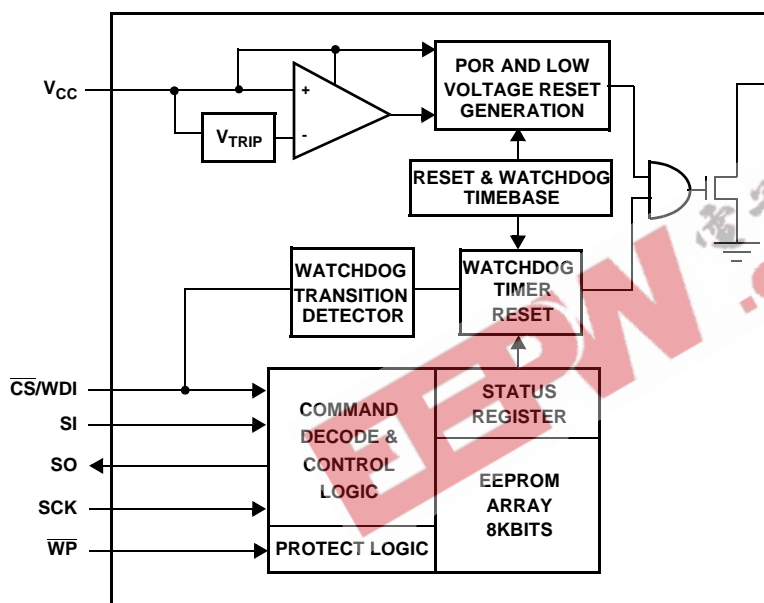 POR AND LOW
VOLTAGE RESET
GENERATION
VCC
+
-
VTRIP
RESET & WATCHDOG
TIMEBASE
WATCHDOG
TRANSITION
DETECTOR
WATCHDOG
TIMER
RESET
CS/WDI
SI
SO
SCK
WP
COMMAND
DECODE &
CONTROL
LOGIC
PROTECT LOGIC
STATUS
REGISTER
EEPROM
ARRAY
8KBITS
EEPW